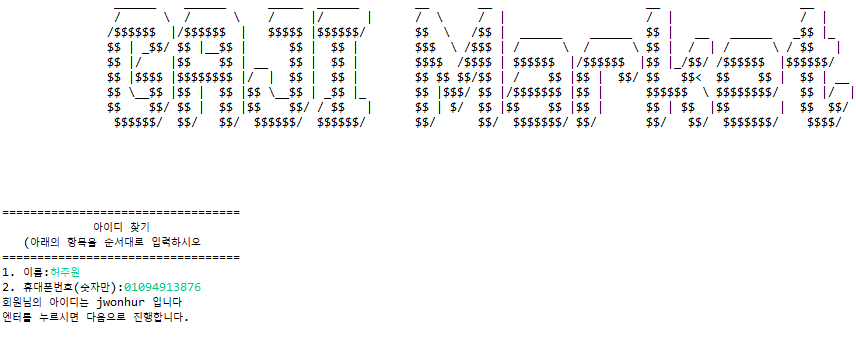 GAJI Market
==================================
아이디 찾기
(아래의 항목을 순서대로 입력하시오
==================================
1. 이름:허주원
2. 휴대폰번호(숫자만):01094913876
회원님의 아이디는 jwonhur 입니다
엔터를 누르시면 다음으로 진행합니다.